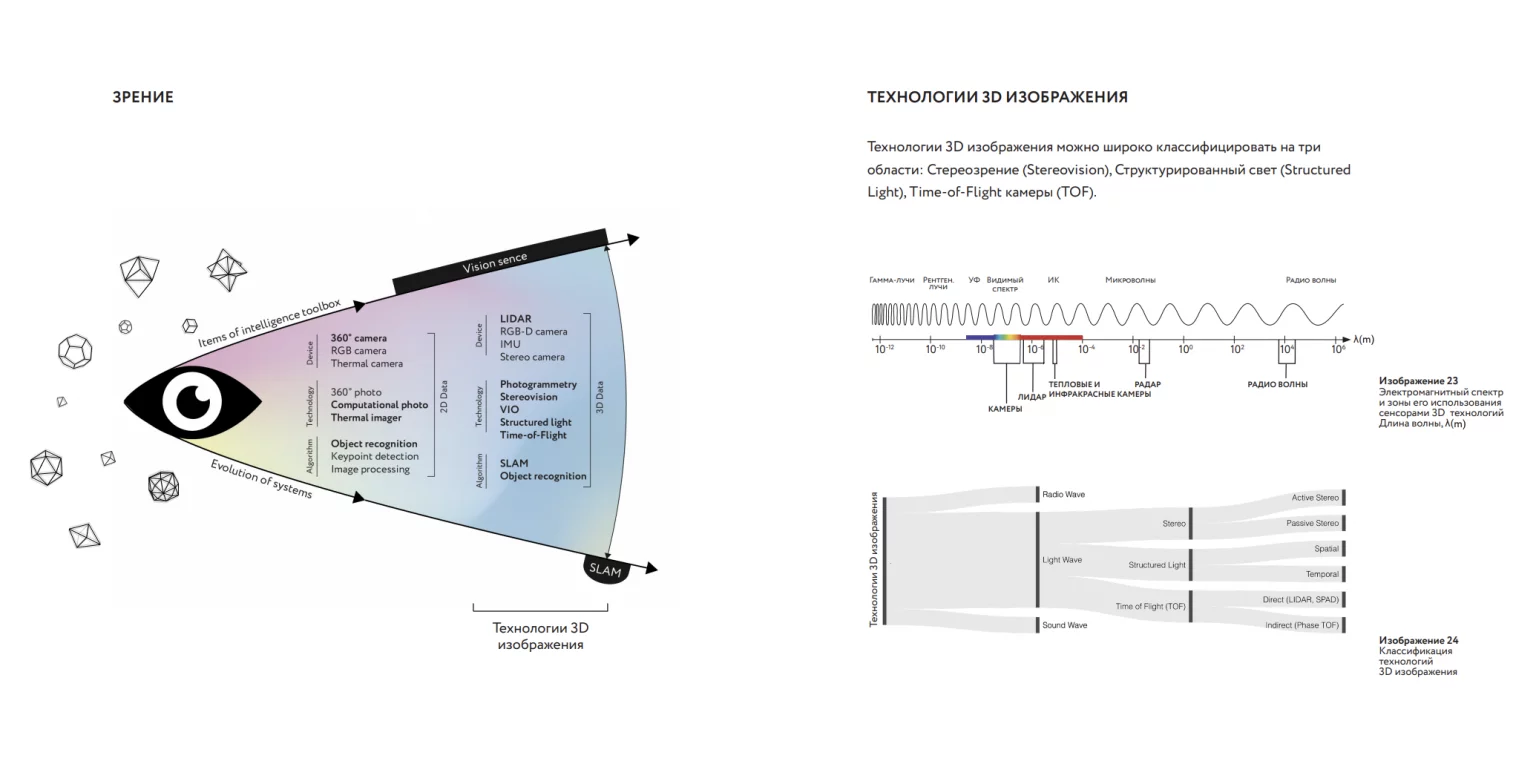 ЗРЕНИЕ
Vision sence
Items of intelligence toolbox
Device
360° camera
RGB camera
Thermal camera
Technology
360° photo
Computational photo
Thermal imager
Algorithm
Object recognition
Keypoint detection
Image processing
2D Data
Device
LIDAR
RGB-D camera
IMU
Stereo camera
Technology
Photogrammetry
Stereovision
VIO
Structured light
Time-of-Flight
Algorithm
SLAM
Object recognition
3D Data
Evolution of systems
SLAM
Технологии 3D
изображения
ТЕХНОЛОГИИ 3D ИЗОБРАЖЕНИЯ
Технологии 3D изображения можно широко классифицировать на три
области: Стереозрение (Stereovision), Структурированный свет (Structured
Light), Time-of-Flight камеры (TOF).
Гамма-лучи
Рентген. лучи
УФ
Видимый спектр
ИК
Микроволны
Радио волны
10⁻¹² 10⁻¹⁰ 10⁻⁸ 10⁻⁶ 10⁻⁴ 10⁻² 10⁰ 10² 10⁴ 10⁶ λ(m)
КАМЕРЫ
ЛИДАР
ТЕПЛОВЫЕ И
ИНФРАКРАСНЫЕ КАМЕРЫ
РАДАР
РАДИО ВОЛНЫ
Изображение 23
Электромагнитный спектр
и зоны его использования
сенсорами 3D технологий
Длина волны, λ(m)
Технологии 3D изображения
Radio Wave
Light Wave
Sound Wave
Stereo
Structured Light
Time of Flight (TOF)
Active Stereo
Passive Stereo
Spatial
Temporal
Direct (LIDAR, SPAD)
Indirect (Phase TOF)
Изображение 24
Классификация
технологий
3D изображения